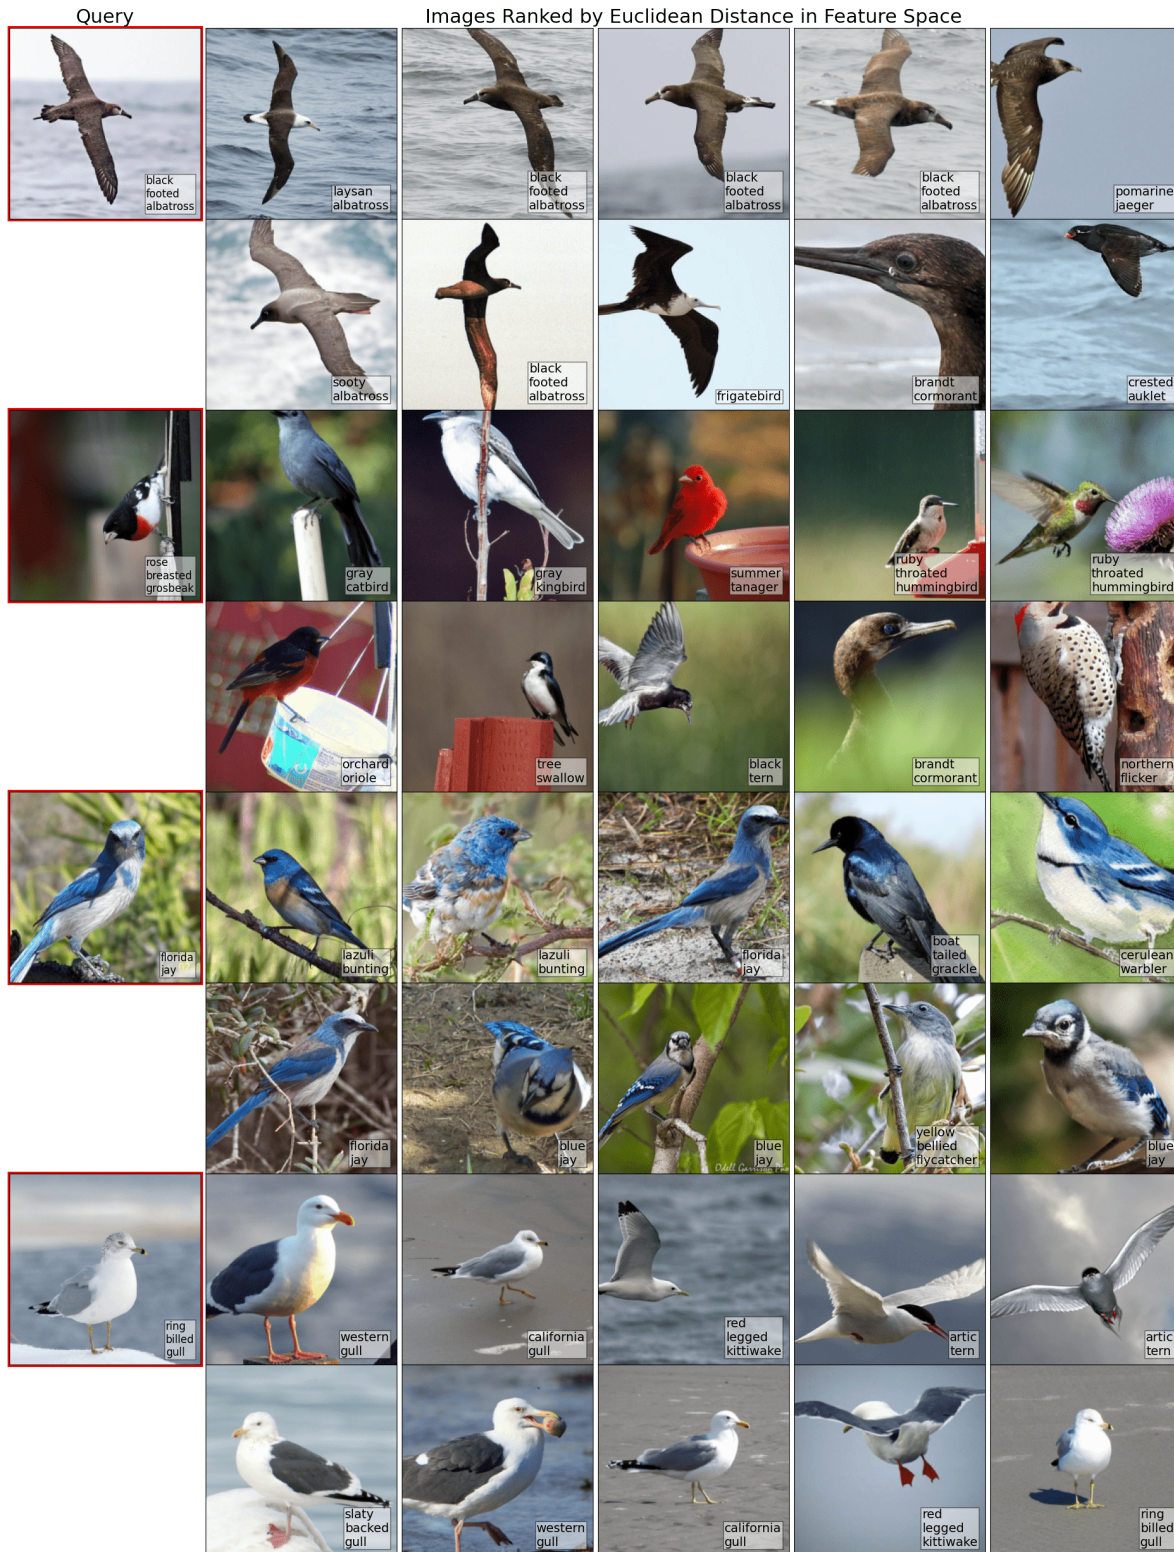 Query
Images Ranked by Euclidean Distance in Feature Space
black
footed
albatross
laysan
albatross
black
footed
albatross
black
footed
albatross
black
footed
albatross
pomarine
jaeger
sooty
albatross
black
footed
albatross
frigatebird
brandt
cormorant
crested
auklet
rose
breasted
grosbeak
gray
catbird
gray
kingbird
summer
tanager
ruby
throated
hummingbird
ruby
throated
hummingbird
orchard
oriole
tree
swallow
black
tern
brandt
cormorant
northern
flicker
florida
jay
lazuli
bunting
lazuli
bunting
florida
jay
boat
tailed
grackle
cerulean
warbler
florida
jay
blue
jay
blue
jay
yellow
bellied
flycatcher
blue
jay
ring
billed
gull
western
gull
california
gull
red
legged
kittiwake
artic
tern
artic
tern
slaty
backed
gull
western
gull
california
gull
red
legged
kittiwake
ring
billed
gull